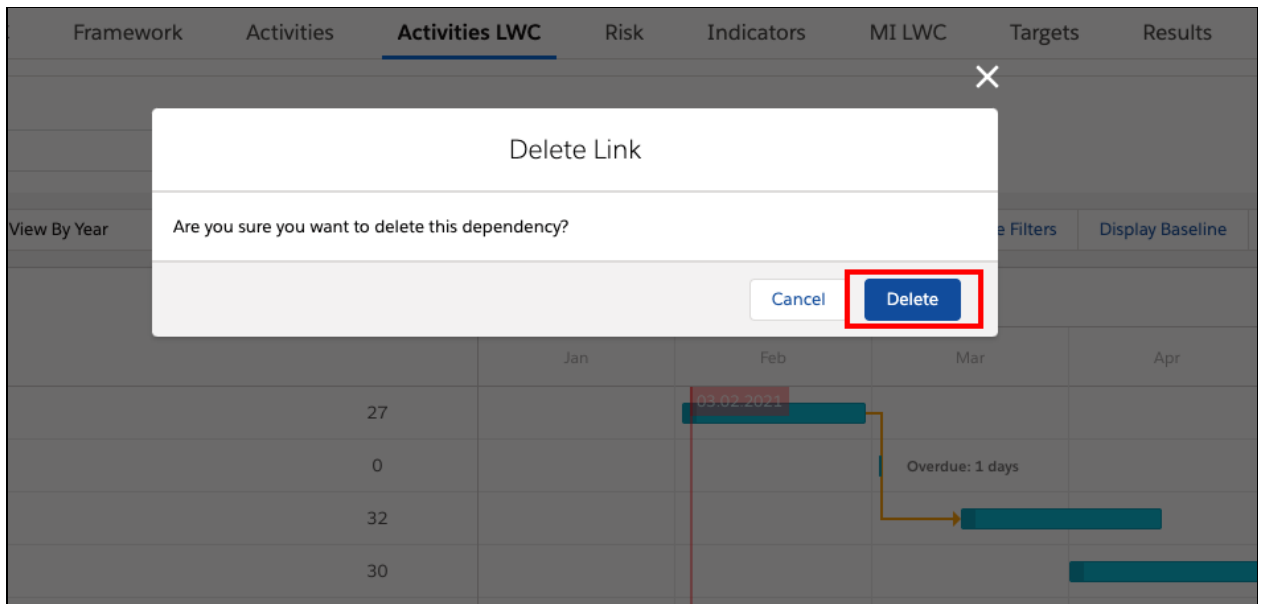 Framework Activities Activities LWC Risk Indicators MI LWC Targets Results
Delete Link
Are you sure you want to delete this dependency?
View By Year
e Filters Display Baseline
Cancel Delete
Jan Feb Mar Apr
27
03.02.2021
0
Overdue: 1 days
32
30